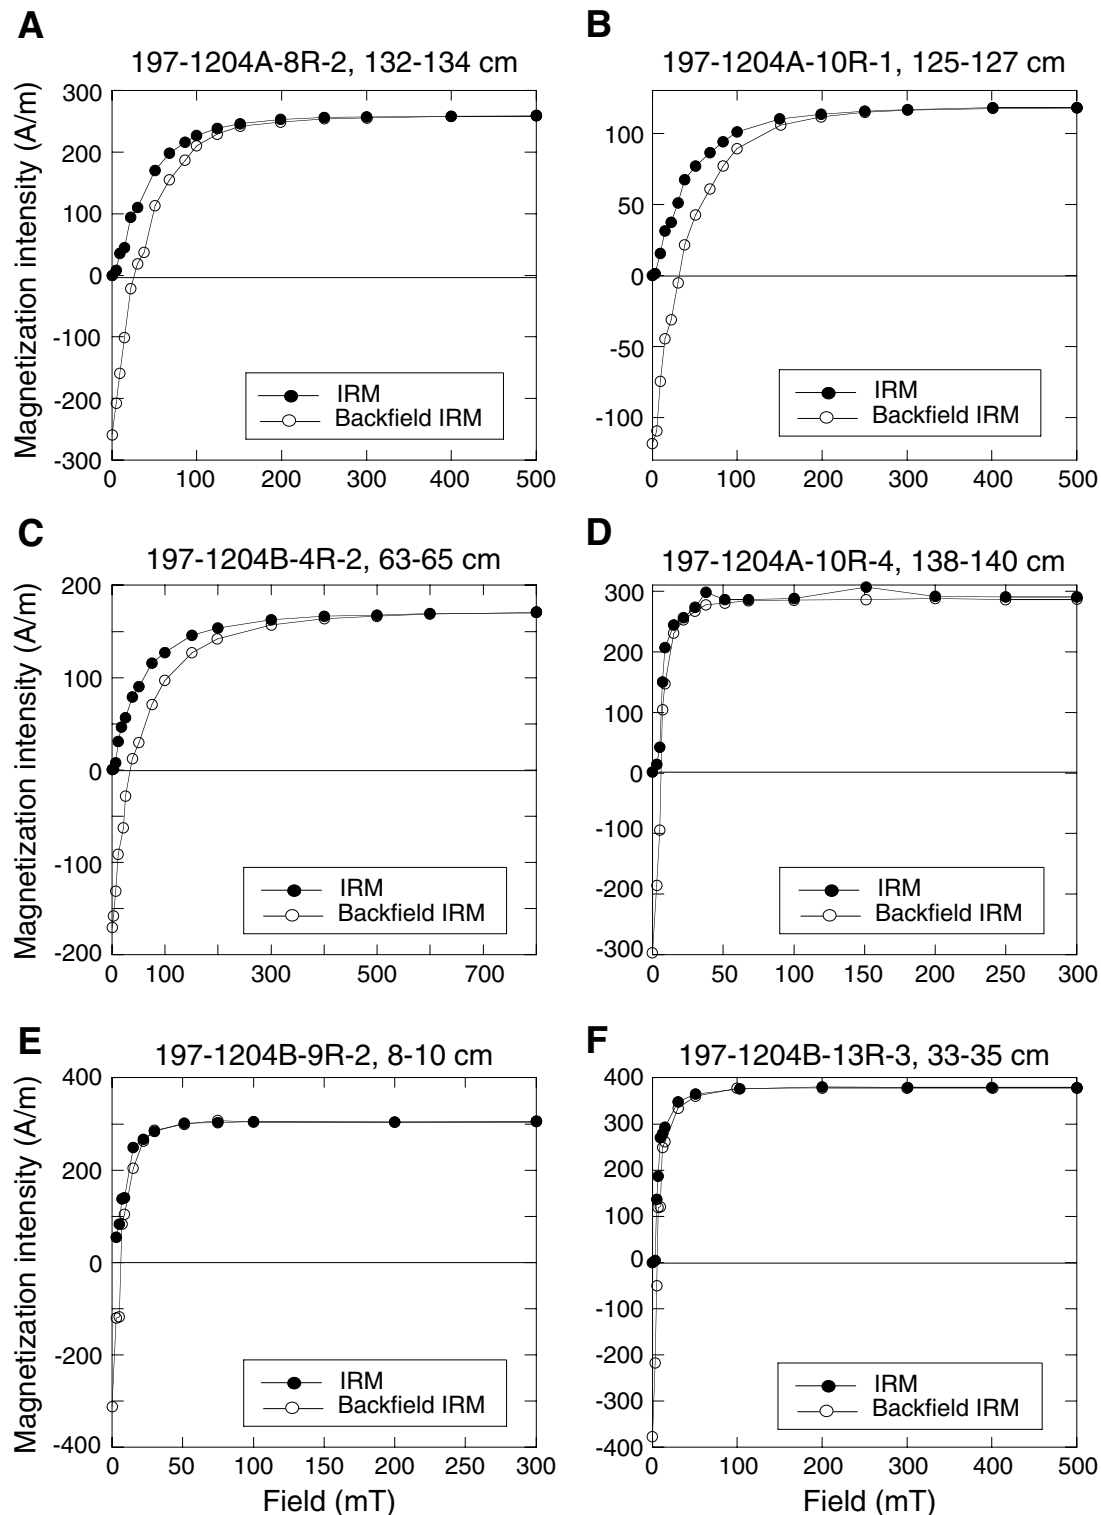 A
197-1204A-8R-2, 132-134 cm
Magnetization intensity (A/m)
300
200
100
0
-100
-200
-300
IRM
Backfield IRM
0 100 200 300 400 500
B
197-1204A-10R-1, 125-127 cm
100
50
0
-50
-100
IRM
Backfield IRM
0 100 200 300 400 500
C
197-1204B-4R-2, 63-65 cm
Magnetization intensity (A/m)
200
100
0
-100
-200
IRM
Backfield IRM
0 100 300 500 700
D
197-1204A-10R-4, 138-140 cm
300
200
100
0
-100
-200
-300
IRM
Backfield IRM
0 50 100 150 200 250 300
E
197-1204B-9R-2, 8-10 cm
Magnetization intensity (A/m)
400
200
0
-200
-400
IRM
Backfield IRM
0 50 100 150 200 250 300
Field (mT)
F
197-1204B-13R-3, 33-35 cm
400
300
200
100
0
-100
-200
-300
-400
IRM
Backfield IRM
0 100 200 300 400 500
Field (mT)